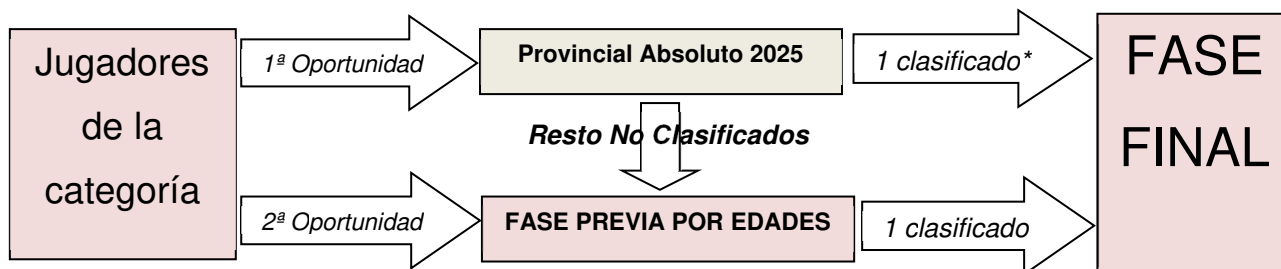 Jugadores
de la
categoría
1ª Oportunidad
Provincial Absoluto 2025
1 clasificado*
Resto No Clasificados
2ª Oportunidad
FASE PREVIA POR EDADES
1 clasificado
FASE
FINAL